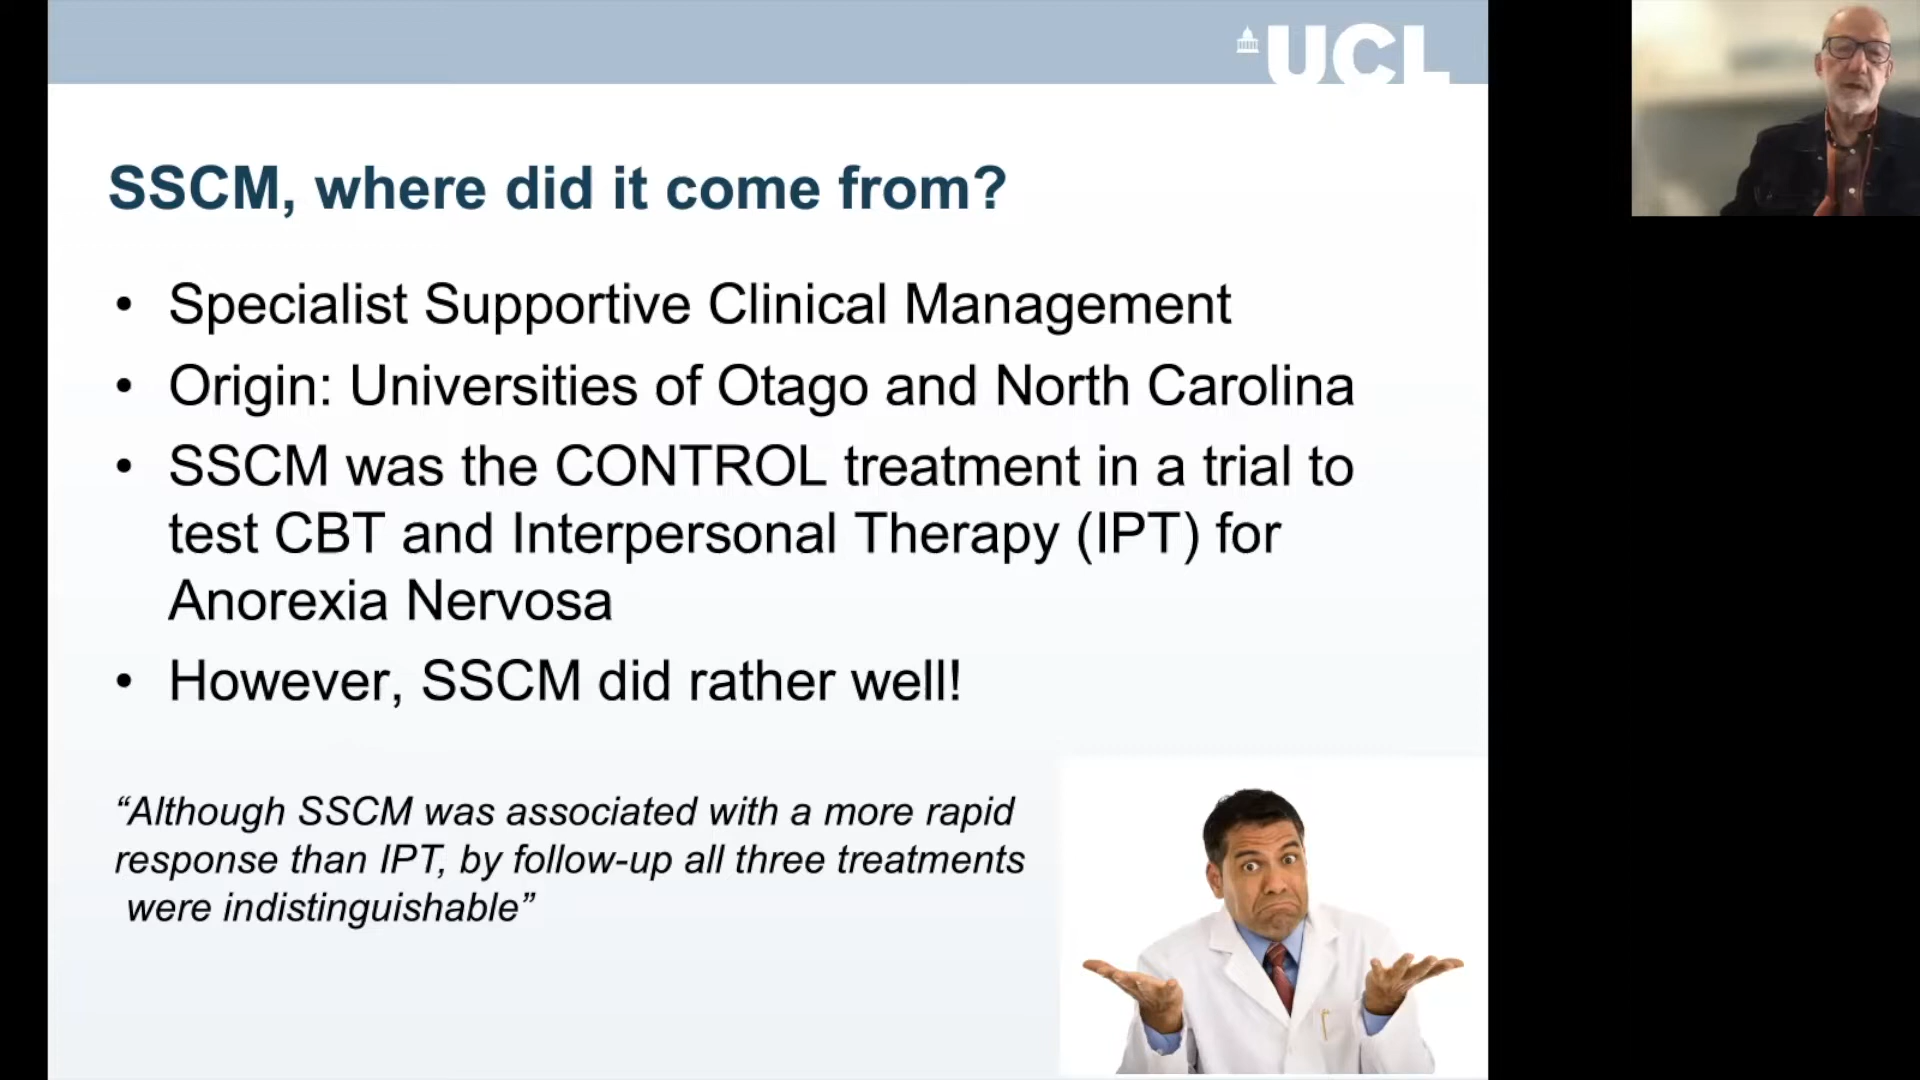 UCL
SSCM, where did it come from?
• Specialist Supportive Clinical Management
• Origin: Universities of Otago and North Carolina
• SSCM was the CONTROL treatment in a trial to
test CBT and Interpersonal Therapy (IPT) for
Anorexia Nervosa
• However, SSCM did rather well!
“Although SSCM was associated with a more rapid
response than IPT, by follow-up all three treatments
were indistinguishable”